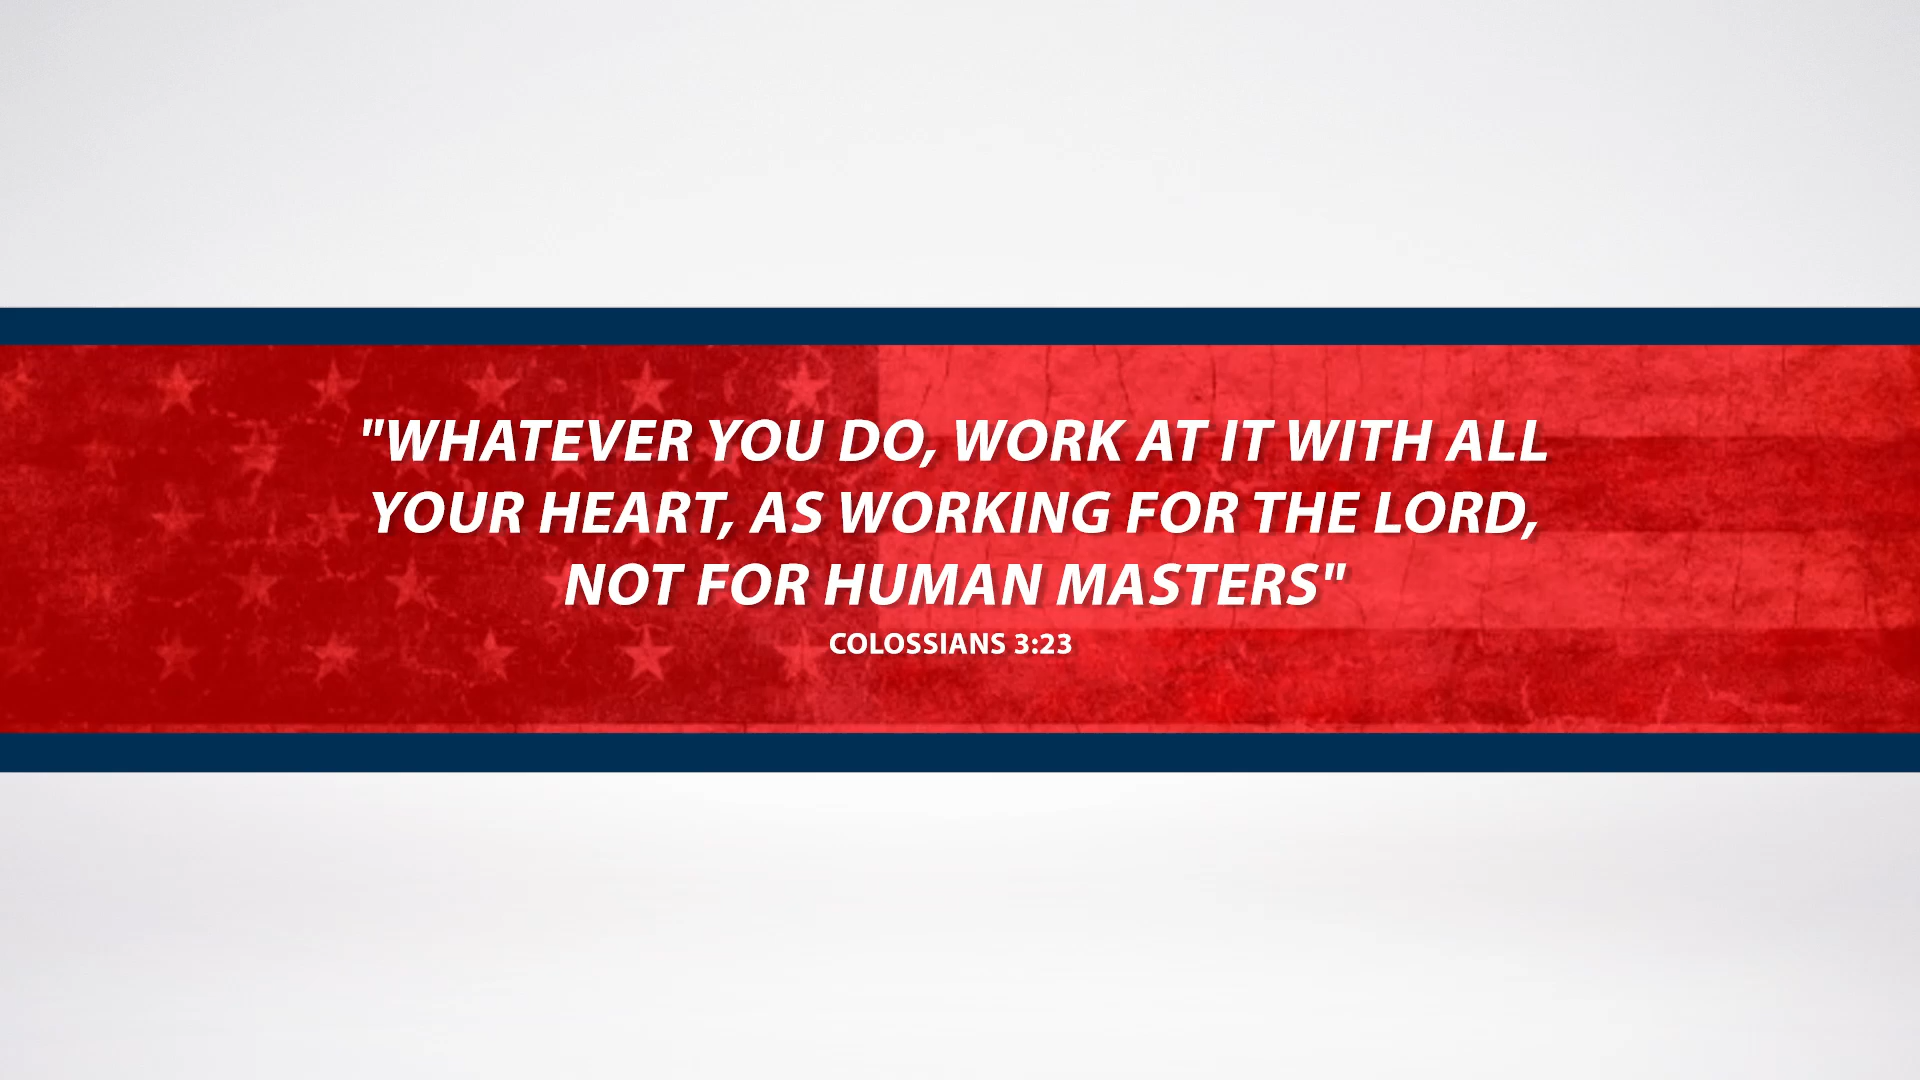 "WHATEVER YOU DO, WORK AT IT WITH ALL
YOUR HEART, AS WORKING FOR THE LORD,
NOT FOR HUMAN MASTERS"
COLOSSIANS 3:23